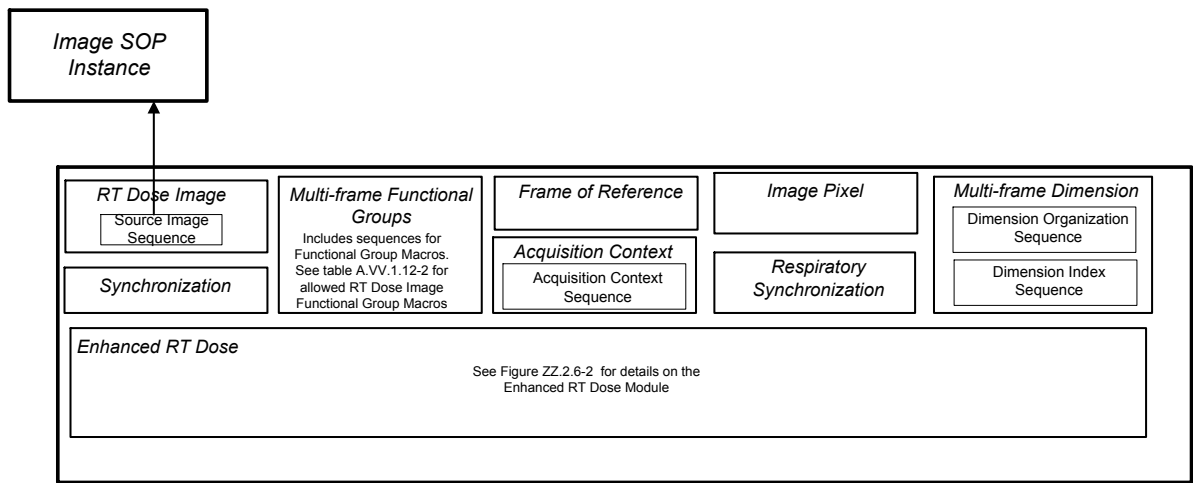 Image SOP
Instance
RT Dose Image
Source Image
Sequence
Synchronization
Multi-frame Functional
Groups
Includes sequences for
Functional Group Macros.
See table A.VV.1.12-2 for
allowed RT Dose Image
Functional Group Macros
Frame of Reference
Acquisition Context
Acquisition Context
Sequence
Image Pixel
Respiratory
Synchronization
Multi-frame Dimension
Dimension Organization
Sequence
Dimension Index
Sequence
Enhanced RT Dose
See Figure ZZ.2.6-2 for details on the
Enhanced RT Dose Module